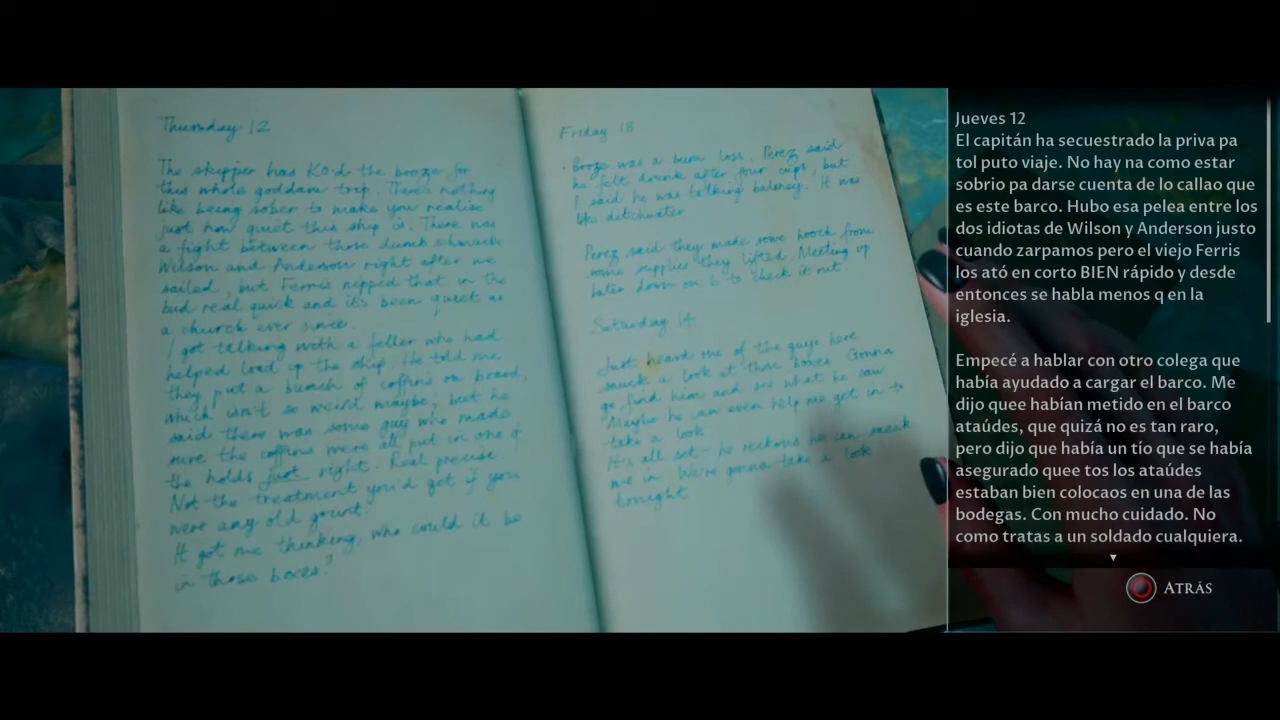 Thursday 12
The skipper has KO'd the booze for
this whole goddam trip. There's nothing
like being sober to make you realise
just how quiet this ship is. There was
a fight between those dumb schmucks
Wilson and Anderson right after we
sailed, but Ferris nipped that in the
bud real quick and it's been quiet as
a church ever since.
I got talking with a feller who had
helped load up the ship. He told me
they put a bunch of coffins on board,
which isn't so weird maybe, but he
said there was some guy who made
sure the coffins were all put in one of
the holds just right. Real precise.
Not the treatment you'd get if you
were any old grunt.
It got me thinking, who could it be
in those boxes?
Friday 18
Booze was a bum loss. Perez said
he felt drunk after four cups, but
I said he was talking baloney. It was
like ditchwater
Perez said they made some hooch from
some supplies they lifted. Meeting up
later down on 6 to check it out
Saturday 14
Just heard one of the guys here
snuck a look at thse boxes Gonna
go find him and see what he saw
Maybe he can even help me get in to
take a look
It's all set - he reckons he can sneak
me in. We're gonna take a look
tonight
Jueves 12
El capitán ha secuestrado la priva pa
tol puto viaje. No hay na como estar
sobrio pa darse cuenta de lo callao que
es este barco. Hubo esa pelea entre los
dos idiotas de Wilson y Anderson justo
cuando zarpamos pero el viejo Ferris
los ató en corto BIEN rápido y desde
entonces se habla menos q en la
iglesia.
Empecé a hablar con otro colega que
había ayudado a cargar el barco. Me
dijo quee habían metido en el barco
ataúdes, que quizá no es tan raro,
pero dijo que había un tío que se había
asegurado quee tos los ataúdes
estaban bien colocaos en una de las
bodegas. Con mucho cuidado. No
como tratas a un soldado cualquiera.
Atrás